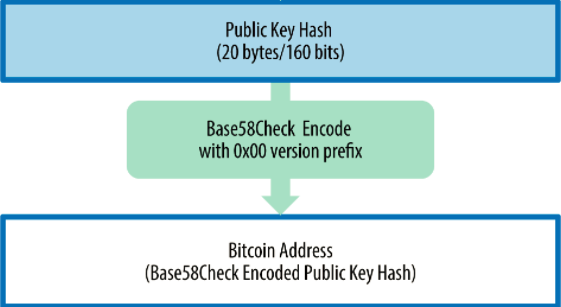 Public Key Hash
(20 bytes/160 bits)
Base58Check Encode
with 0x00 version prefix
Bitcoin Address
(Base58Check Encoded Public Key Hash)